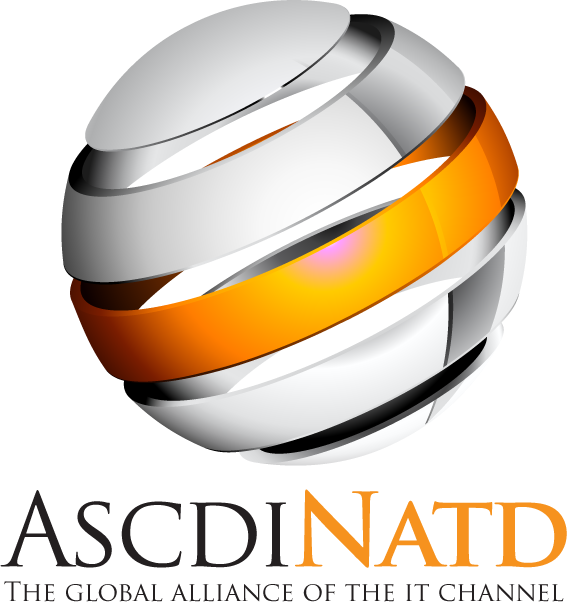 ASCDINATD
THE GLOBAL ALLIANCE OF THE IT CHANNEL